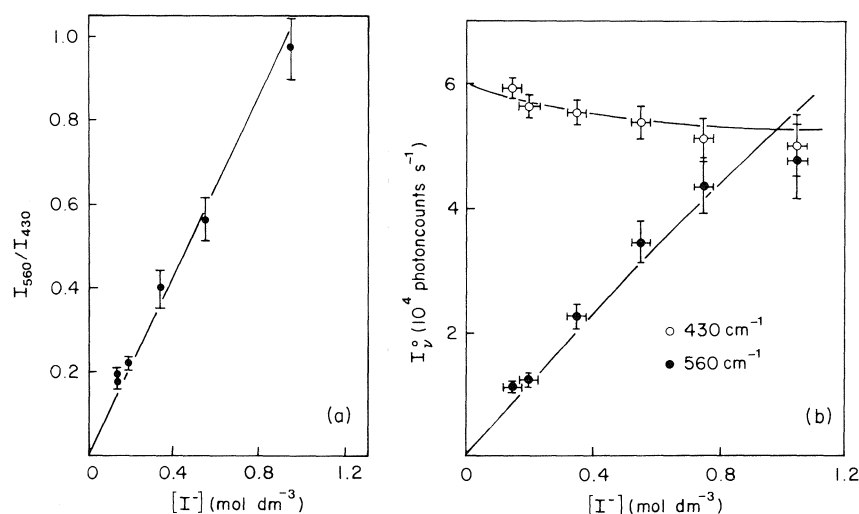 1.0
0.8
0.6
0.4
0.2
0 0.4 0.8 1.2
I₅₆₀/I₄₃₀
[I⁻] (mol dm⁻³)
(a)
6
4
2
0 0.4 0.8 1.2
I°ᵥ (10⁴ photoncounts s⁻¹)
○ 430 cm⁻¹
● 560 cm⁻¹
(b)
[I⁻] (mol dm⁻³)